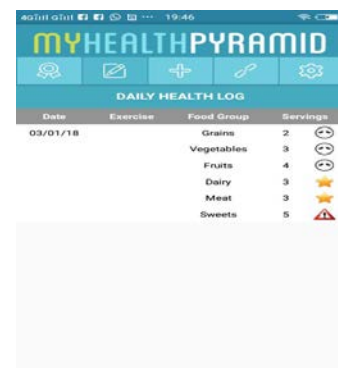 19:46
MYHEALTHPYRAMID
DAILY HEALTH LOG
Date Exercise Food Group Servings
03/01/18 Grains 2
Vegetables 3
Fruits 4
Dairy 3
Meat 3
Sweets 5